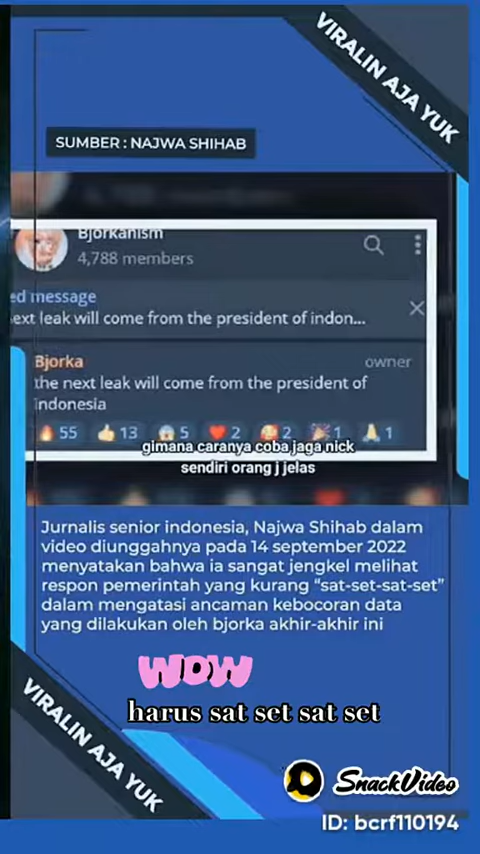 VIRALIN AJA YUK
SUMBER : NAJWA SHIHAB
Bjorkanism
4,788 members
ed message
ext leak will come from the president of indon...
Bjorka
owner
the next leak will come from the president of
indonesia
55 13 5 2 2 1 1
gimana caranya coba jaga nick
sendiri orang j jelas
Jurnalis senior indonesia, Najwa Shihab dalam
video diunggahnya pada 14 september 2022
menyatakan bahwa ia sangat jengkel melihat
respon pemerintah yang kurang “sat-set-sat-set”
dalam mengatasi ancaman kebocoran data
yang dilakukan oleh bjorka akhir-akhir ini
WOW
harus sat set sat set
VIRALIN AJA YUK
SnackVideo
ID: bcrf110194